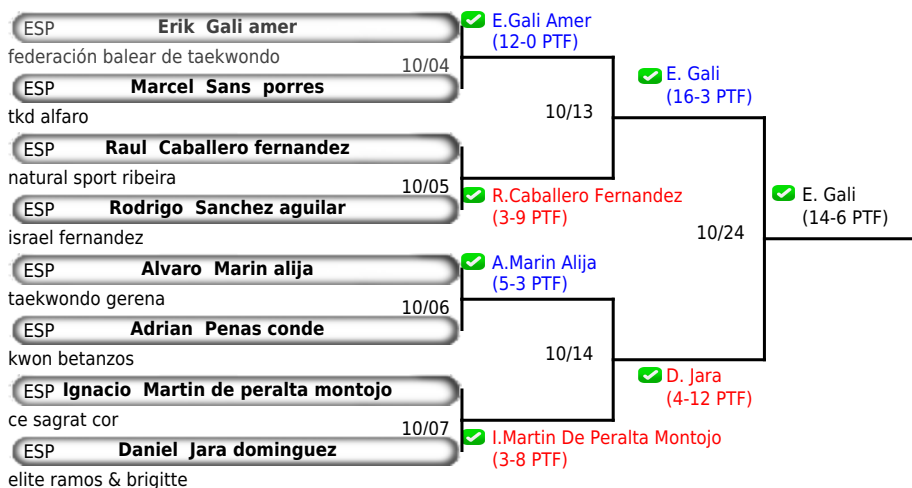 ESP Erik Gali amer
federación balear de taekwondo
10/04
ESP Marcel Sans porres
tkd alfaro
ESP Raul Caballero fernandez
natural sport ribeira
10/05
ESP Rodrigo Sanchez aguilar
israel fernandez
ESP Alvaro Marin alija
taekwondo gerena
10/06
ESP Adrian Penas conde
kwon betanzos
ESP Ignacio Martin de peralta montojo
ce sagrat cor
10/07
ESP Daniel Jara dominguez
elite ramos & brigitte
E.Gali Amer
(12-0 PTF)
10/13
R.Caballero Fernandez
(3-9 PTF)
A.Marin Alija
(5-3 PTF)
10/14
I.Martin De Peralta Montojo
(3-8 PTF)
E. Gali
(16-3 PTF)
10/24
D. Jara
(4-12 PTF)
E. Gali
(14-6 PTF)